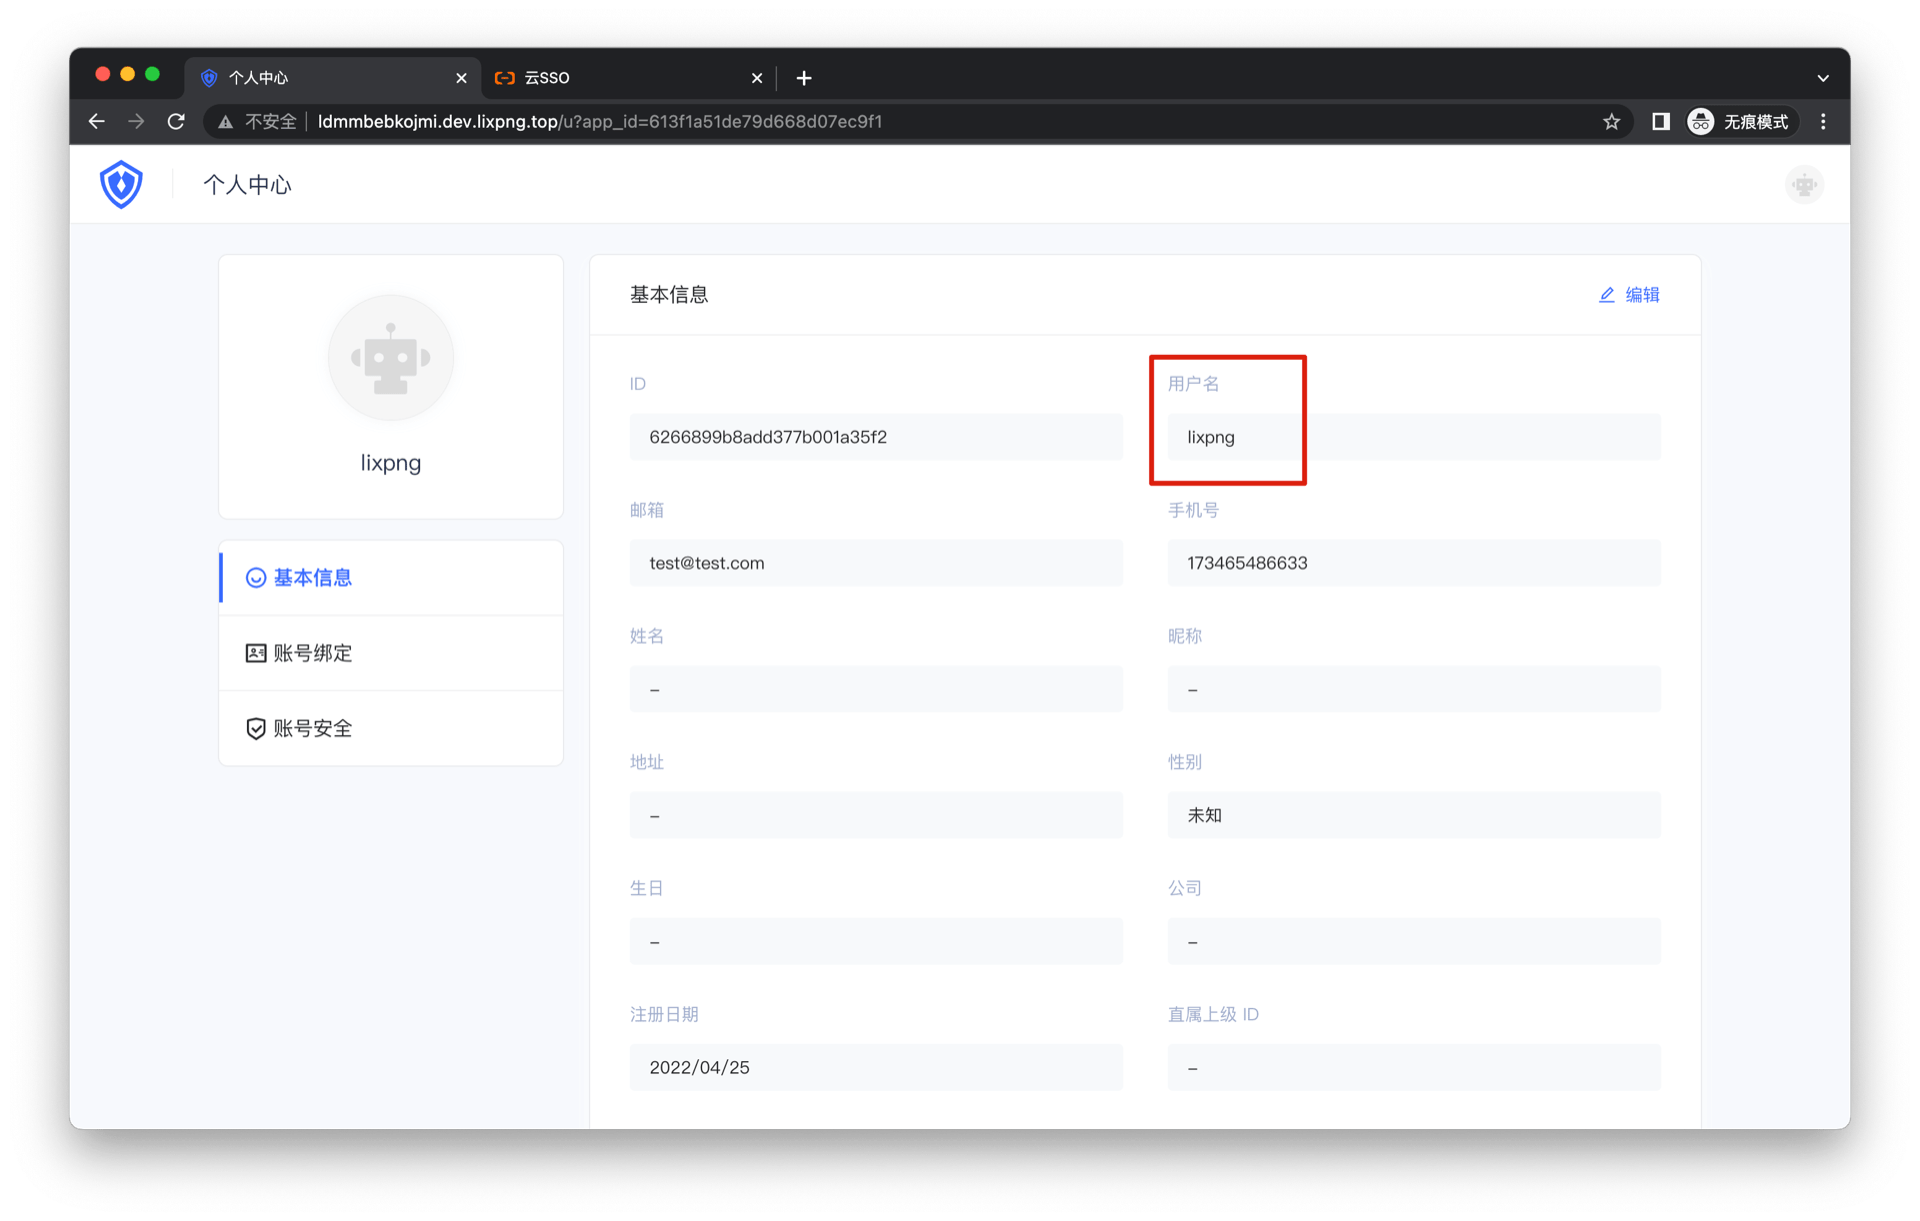 个人中心
云SSO
不安全
ldmmbebkojmi.dev.lixpng.top/u?app_id=613f1a51de79d668d07ec9f1
无痕模式
个人中心
lixpng
基本信息
账号绑定
账号安全
基本信息
编辑
ID
6266899b8add377b001a35f2
用户名
lixpng
邮箱
test@test.com
手机号
173465486633
姓名
–
昵称
–
地址
–
性别
未知
生日
–
公司
–
注册日期
2022/04/25
直属上级 ID
–